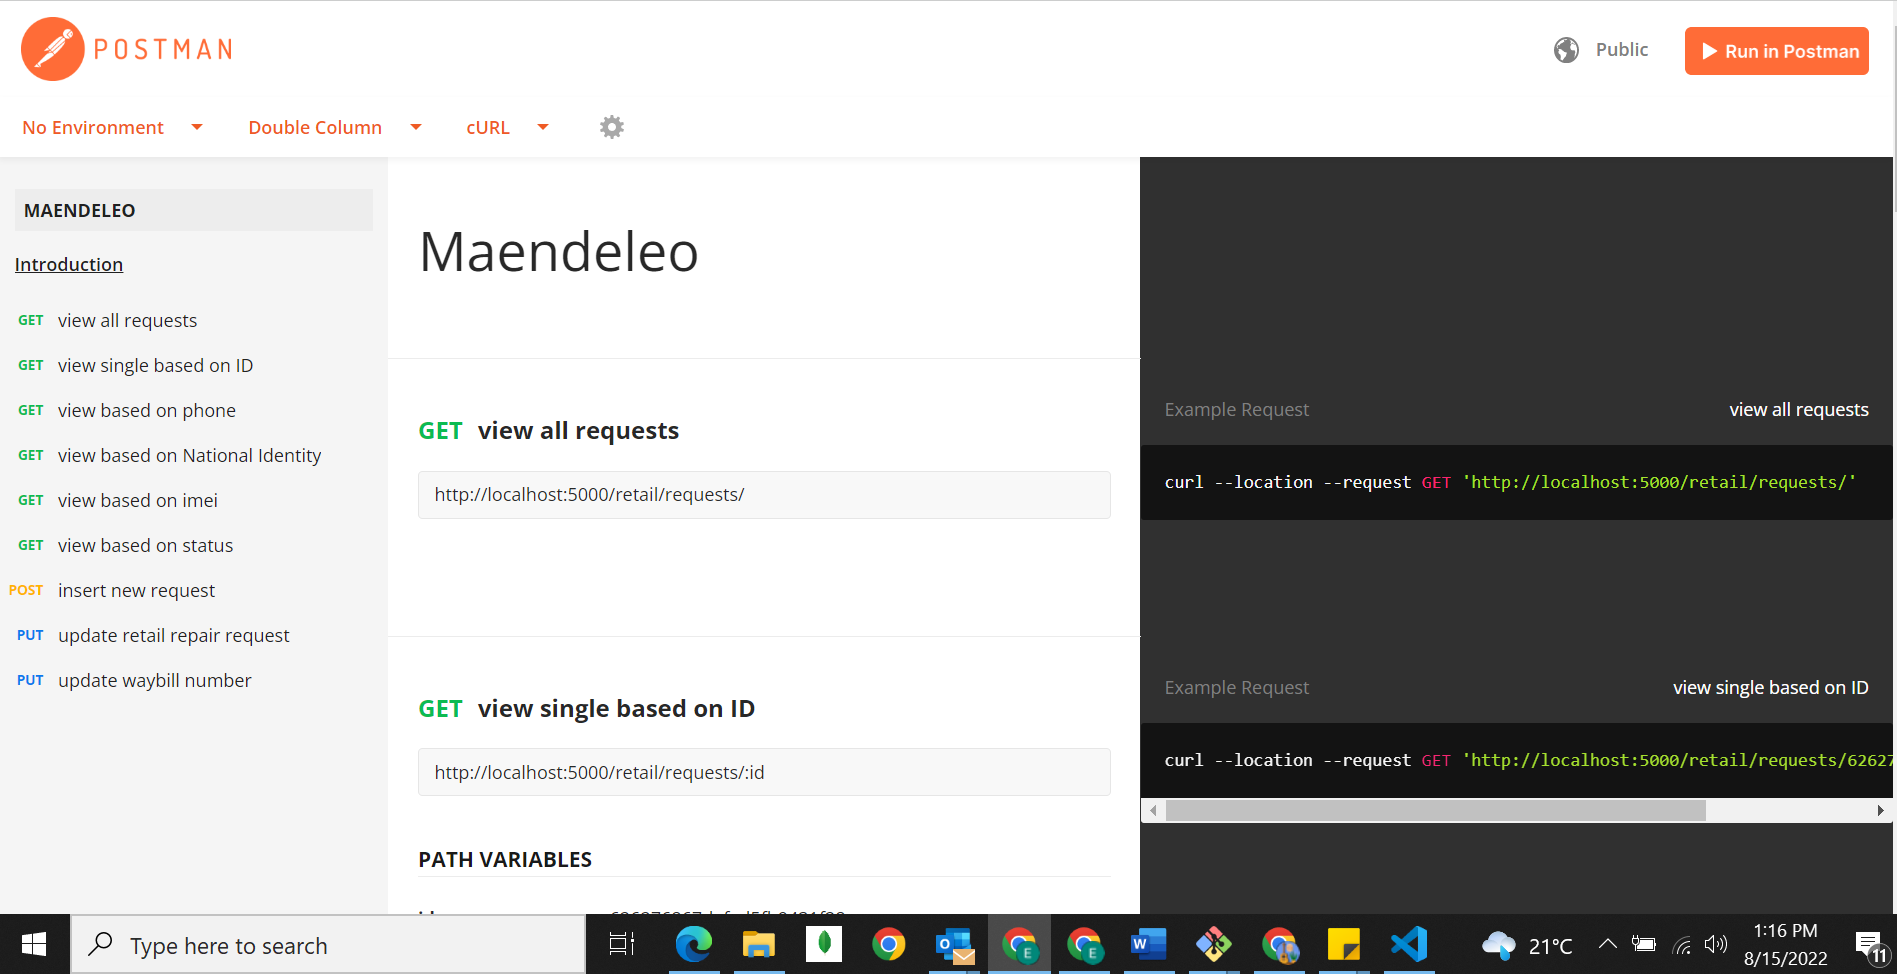 POSTMAN
Public
Run in Postman
No Environment
Double Column
cURL
MAENDELEO
Introduction
GET view all requests
GET view single based on ID
GET view based on phone
GET view based on National Identity
GET view based on imei
GET view based on status
POST insert new request
PUT update retail repair request
PUT update waybill number
Maendeleo
GET view all requests
http://localhost:5000/retail/requests/
Example Request view all requests
curl --location --request GET 'http://localhost:5000/retail/requests/'
GET view single based on ID
http://localhost:5000/retail/requests/:id
PATH VARIABLES
Example Request view single based on ID
curl --location --request GET 'http://localhost:5000/retail/requests/62627
Type here to search
21°C
1:16 PM
8/15/2022
11